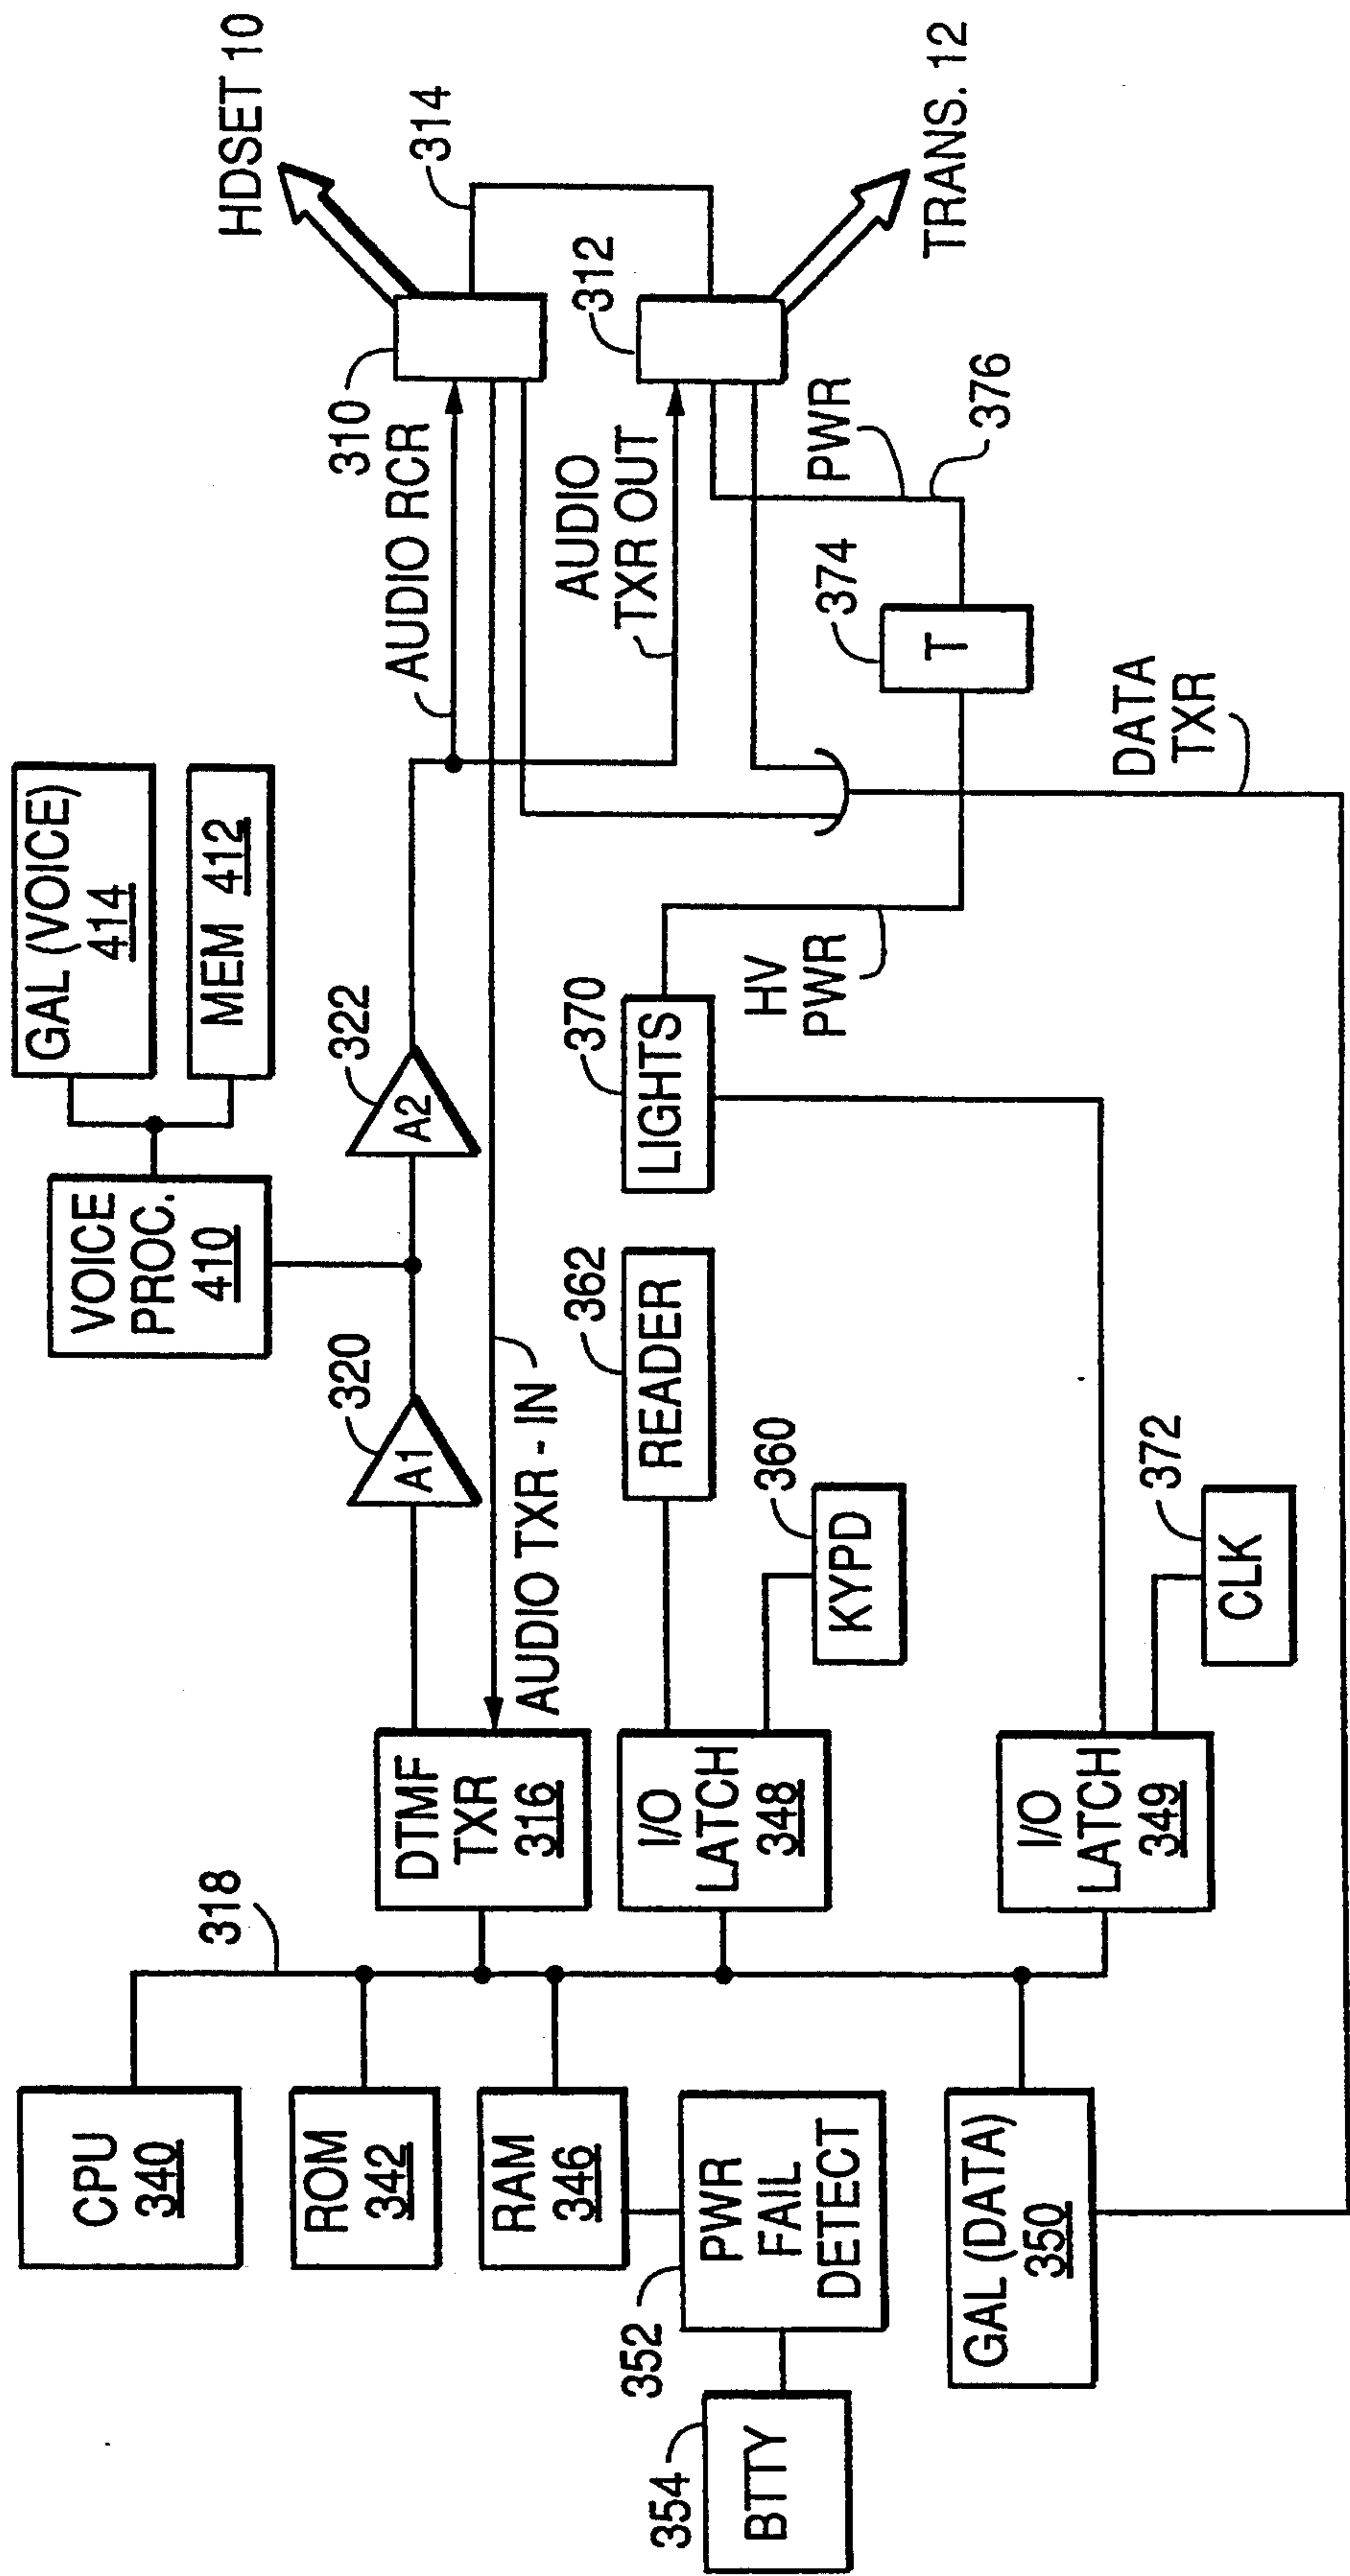 CPU
340
ROM
342
RAM
346
PWR
FAIL
DETECT
352
BTTY
354
GAL (DATA)
350
318
DTMF
TXR
316
I/O
LATCH
348
I/O
LATCH
349
A1
320
A2
322
VOICE
PROC.
410
GAL (VOICE)
414
MEM 412
AUDIO TXR - IN
READER
362
KYPD
360
CLK
372
LIGHTS
370
HV
PWR
T
374
PWR
376
DATA
TXR
AUDIO RCR
AUDIO
TXR OUT
310
312
314
HDSET 10
TRANS. 12